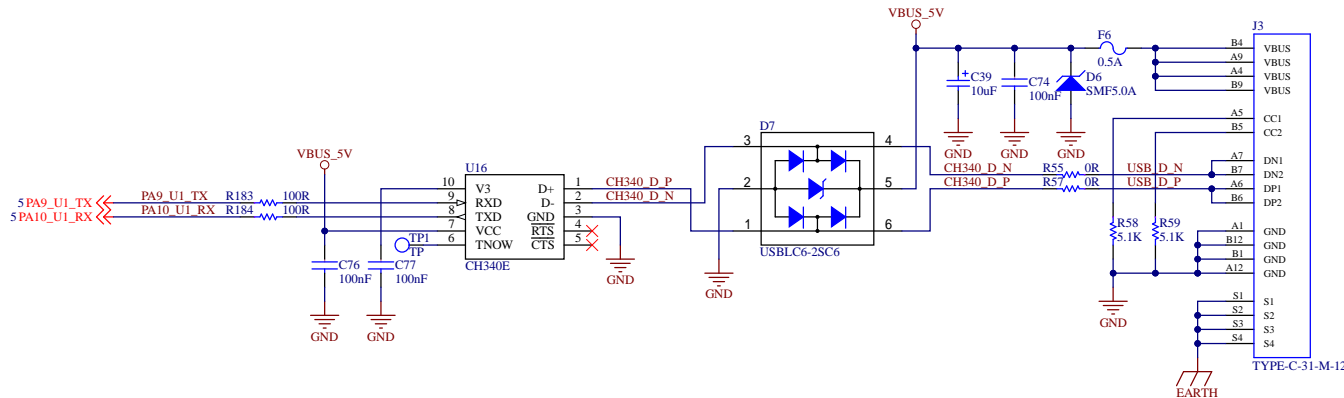 VBUS_5V
J3
F6
0.5A
B4 VBUS
A9 VBUS
A4 VBUS
B9 VBUS
+
C39
10uF
C74
100nF
D6
SMF5.0A
GND
GND
GND
A5 CC1
B5 CC2
D7
3
4
2
5
1
6
USBLC6-2SC6
CH340_D_N
R55
0R
USB_D_N
CH340_D_P
R57
0R
USB_D_P
A7 DN1
B7 DN2
A6 DP1
B6 DP2
VBUS_5V
U16
10 V3
9 RXD
8 TXD
7 VCC
6 TNOW
D+ 1
D- 2
GND 3
RTS 4
CTS 5
CH340E
CH340_D_P
CH340_D_N
5 PA9_U1_TX
PA9_U1_TX
R183
100R
5 PA10_U1_RX
PA10_U1_RX
R184
100R
TP1
TP
C76
100nF
C77
100nF
GND
GND
GND
GND
R58
5.1K
R59
5.1K
GND
A1 GND
B12 GND
B1 GND
A12 GND
S1 S1
S2 S2
S3 S3
S4 S4
TYPE-C-31-M-12
EARTH